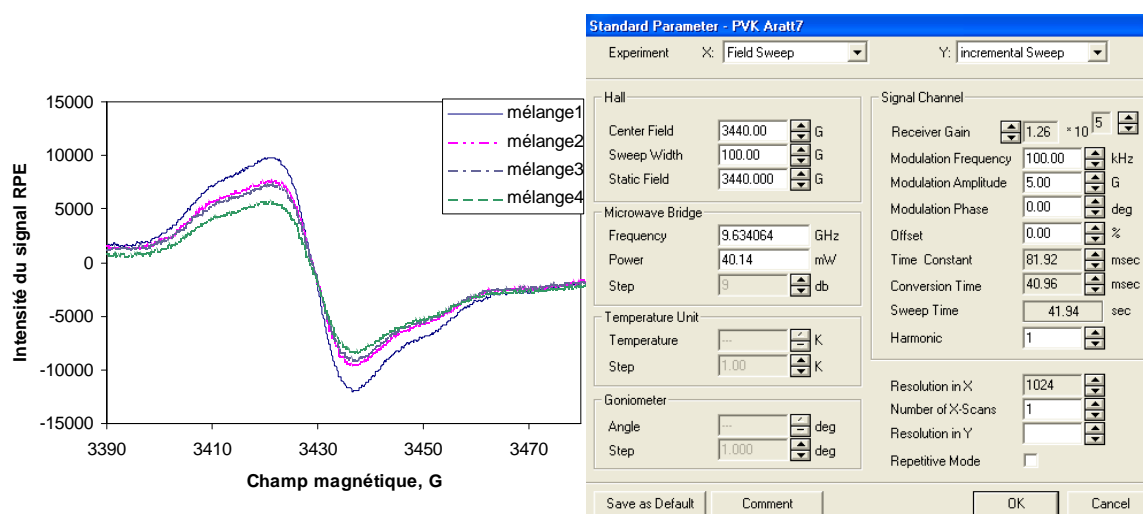 15000
10000
5000
0
-5000
-10000
-15000
3390 3410 3430 3450 3470
Intensité du signal RPE
Champ magnétique, G
mélange1
mélange2
mélange3
mélange4
Standard Parameter - PVK Aratt7
Experiment X: Field Sweep Y: incremental Sweep
Hall
Center Field 3440.00 G
Sweep Width 100.00 G
Static Field 3440.000 G
Microwave Bridge
Frequency 9.634064 GHz
Power 40.14 mW
Step 9 db
Temperature Unit
Temperature --- K
Step 1.00 K
Goniometer
Angle --- deg
Step 1.000 deg
Signal Channel
Receiver Gain 1.26 * 10 5
Modulation Frequency 100.00 kHz
Modulation Amplitude 5.00 G
Modulation Phase 0.00 deg
Offset 0.00 %
Time Constant 81.92 msec
Conversion Time 40.96 msec
Sweep Time 41.94 sec
Harmonic 1
Resolution in X 1024
Number of X-Scans 1
Resolution in Y
Repetitive Mode
Save as Default Comment OK Cancel